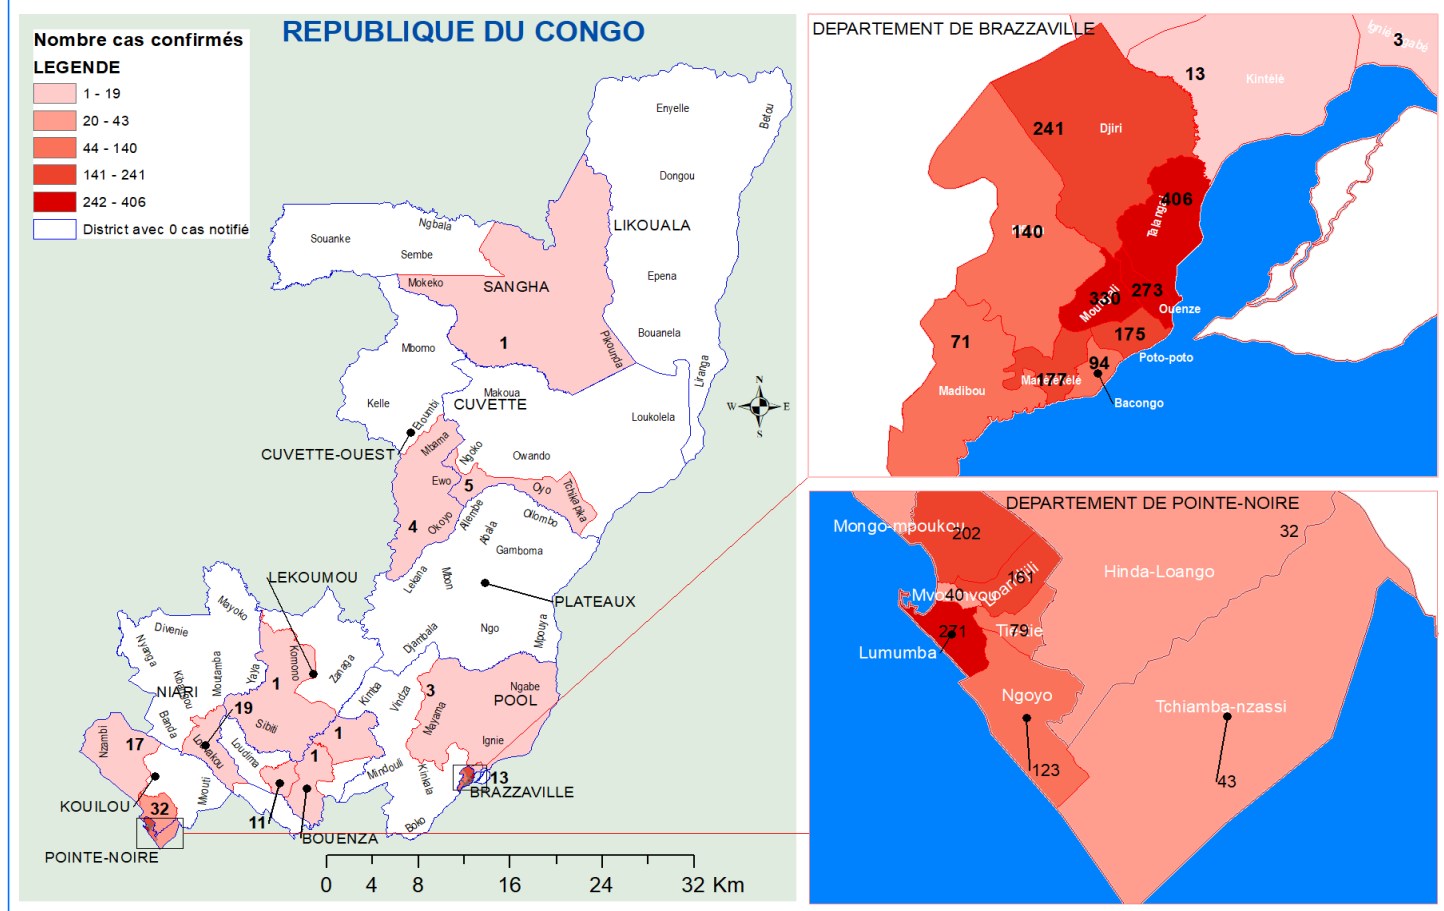 REPUBLIQUE DU CONGO
Nombre cas confirmés
LEGENDE
1 - 19
20 - 43
44 - 140
141 - 241
242 - 406
District avec 0 cas notifié
Enyelle
Betou
Dongou
LIKOUALA
Ngbala
Souanke
Sembe
Epena
Mokeko
SANGHA
Bouanela
1
Pikounda
Mbomo
Liranga
Makoua
Kelle
CUVETTE
Etoumbi
Loukolela
N
W
E
S
Mbama
CUVETTE-OUEST
Ngoko
Owando
Ewo
5
Oyo
Tchikapika
4
Okoyo
Allembe
Abala
Ollombo
Gamboma
LEKOUMOU
Lekana
Mbon
PLATEAUX
Mayoko
Divenie
Nyanga
Ngo
Djambala
Mpouya
Komono
Zanaga
Moutamba
Yaya
Kibangou
NIARI
1
Kimba
Vindza
3
Ngabe
POOL
Mayama
19
Banda
Sibiti
1
Nzambi
17
Loudima
1
Ignie
Mindouli
Kinkala
13
BRAZZAVILLE
Mvouti
KOUILOU
32
11
BOUENZA
Boko
POINTE-NOIRE
0
4
8
16
24
32 Km
DEPARTEMENT DE BRAZZAVILLE
3
13
Kintélé
241
Djiri
406
140
330
273
Ouenze
175
71
Poto-poto
94
177
Madibou
Bacongo
DEPARTEMENT DE POINTE-NOIRE
Mongo-mpoukou
202
32
161
Hinda-Loango
40
271
79
Lumumba
Ngoyo
Tchiamba-nzassi
123
43